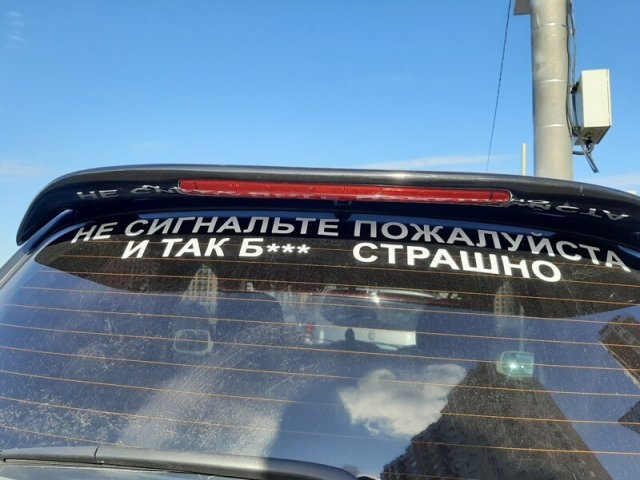 НЕ СИГНАЛЬТЕ ПОЖАЛУЙСТА
И ТАК Б*** СТРАШНО